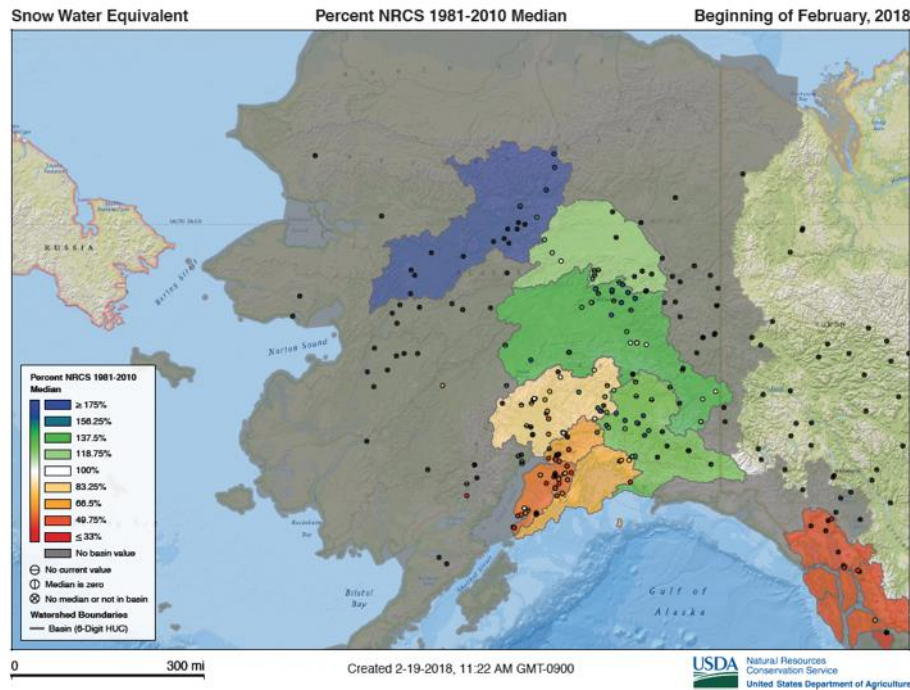 Snow Water Equivalent
Percent NRCS 1981-2010 Median
Beginning of February, 2018
RUSSIA
Bering Strait
Norton Sound
YUKON
Percent NRCS 1981-2010
Median
≥ 175%
156.25%
137.5%
118.75%
100%
83.25%
66.5%
49.75%
≤ 33%
No basin value
No current value
Median is zero
No median or not in basin
Watershed Boundaries
Basin (6-Digit HUC)
Bristol
Bay
Gulf of
Alaska
0
300 mi
Created 2-19-2018, 11:22 AM GMT-0900
USDA
Natural Resources
Conservation Service
United States Department of Agriculture